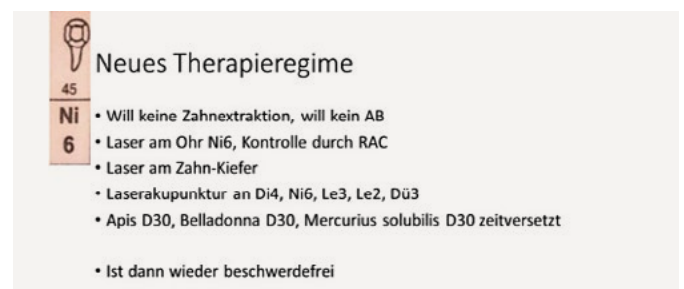 Neues Therapieregime
45
Ni
6
• Will keine Zahnextraktion, will kein AB
• Laser am Ohr Ni6, Kontrolle durch RAC
• Laser am Zahn-Kiefer
• Laserakupunktur an Di4, Ni6, Le3, Le2, Dü3
• Apis D30, Belladonna D30, Mercurius solubilis D30 zeitversetzt
• Ist dann wieder beschwerdefrei